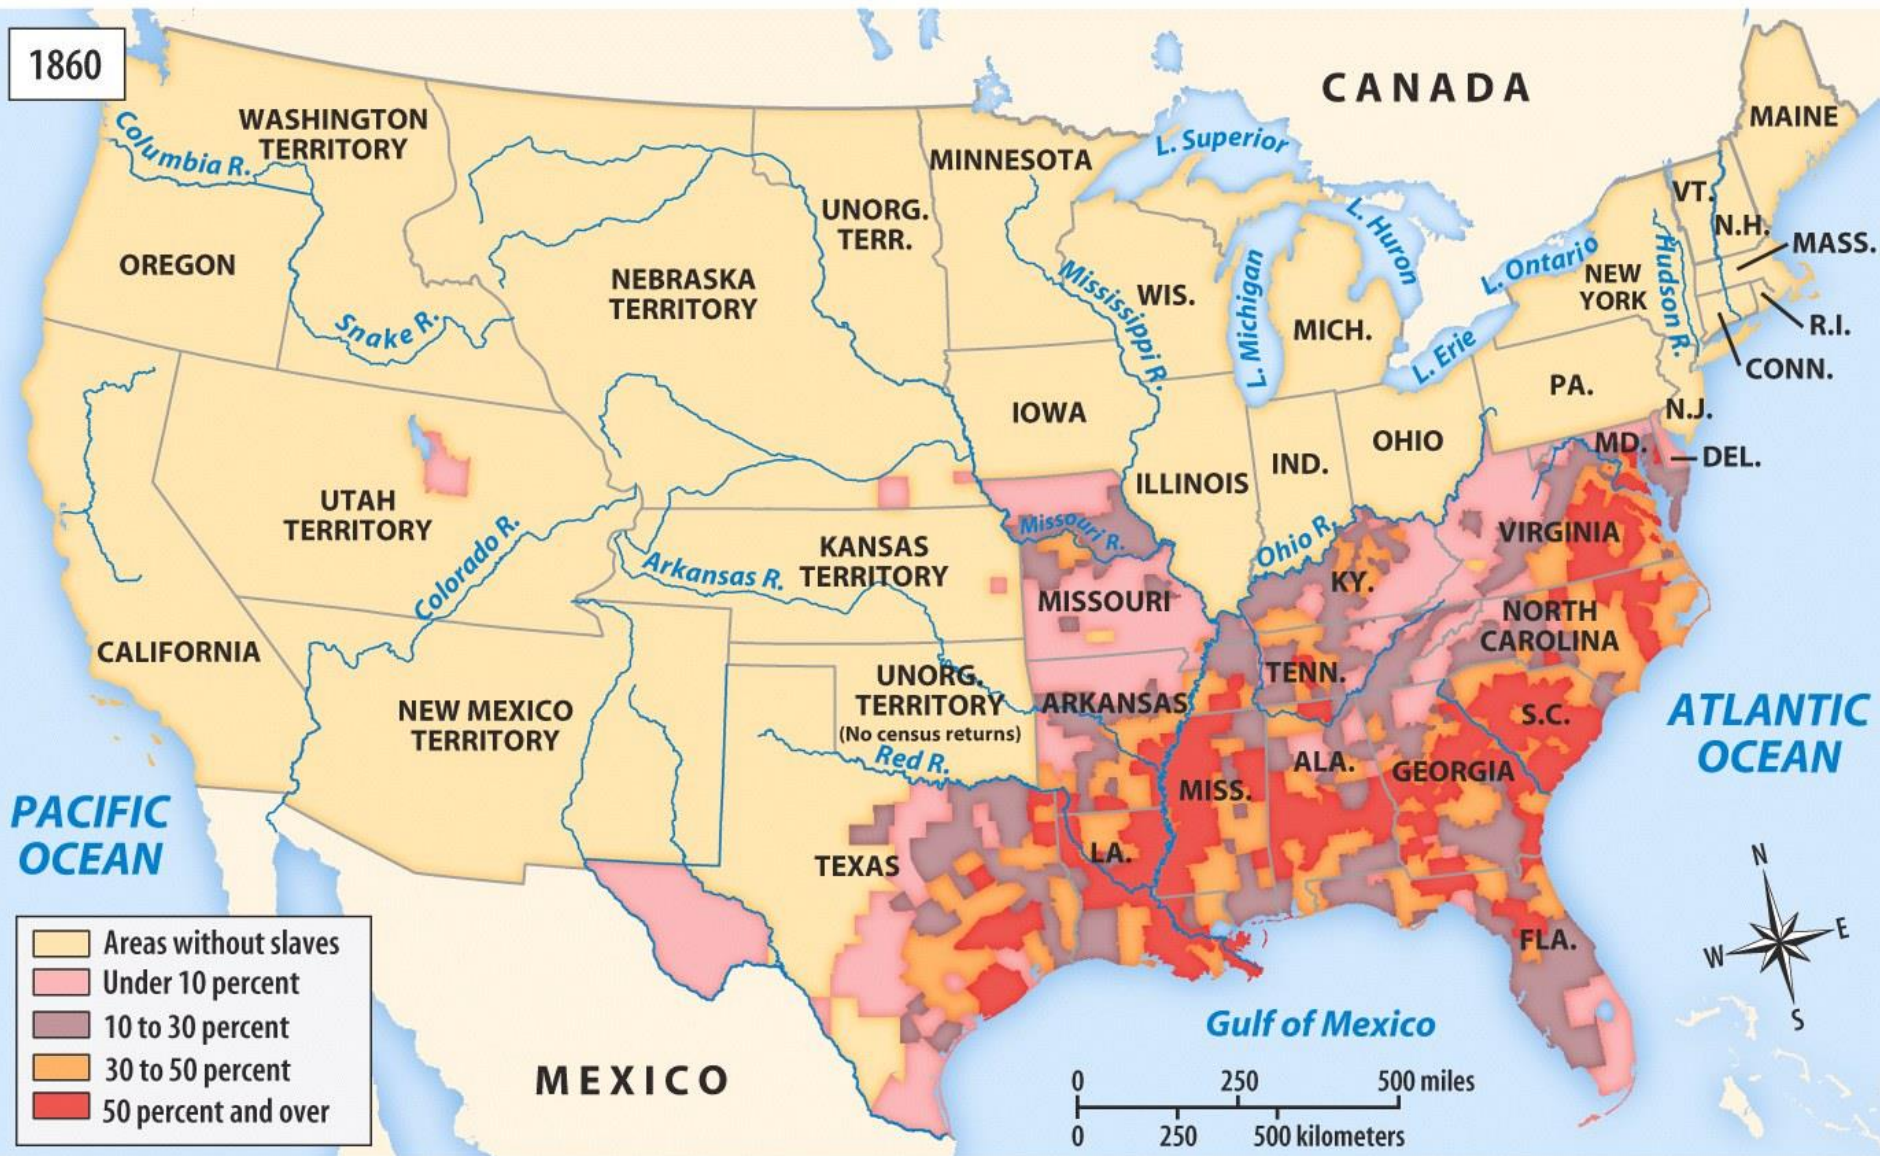 1860
CANADA
WASHINGTON
TERRITORY
Columbia R.
OREGON
Snake R.
NEBRASKA
TERRITORY
UNORG.
TERR.
MINNESOTA
L. Superior
MAINE
VT.
N.H.
MASS.
L. Huron
L. Ontario
Hudson R.
NEW
YORK
R.I.
CONN.
Mississippi R.
WIS.
L. Michigan
MICH.
L. Erie
PA.
N.J.
IOWA
ILLINOIS
IND.
OHIO
MD.
DEL.
UTAH
TERRITORY
Colorado R.
KANSAS
TERRITORY
Arkansas R.
Missouri R.
MISSOURI
Ohio R.
KY.
VIRGINIA
CALIFORNIA
NEW MEXICO
TERRITORY
UNORG.
TERRITORY
(No census returns)
Red R.
ARKANSAS
TENN.
NORTH
CAROLINA
S.C.
ATLANTIC
OCEAN
PACIFIC
OCEAN
TEXAS
LA.
MISS.
ALA.
GEORGIA
FLA.
N
E
W
S
Gulf of Mexico
MEXICO
Areas without slaves
Under 10 percent
10 to 30 percent
30 to 50 percent
50 percent and over
0 250 500 miles
0 250 500 kilometers